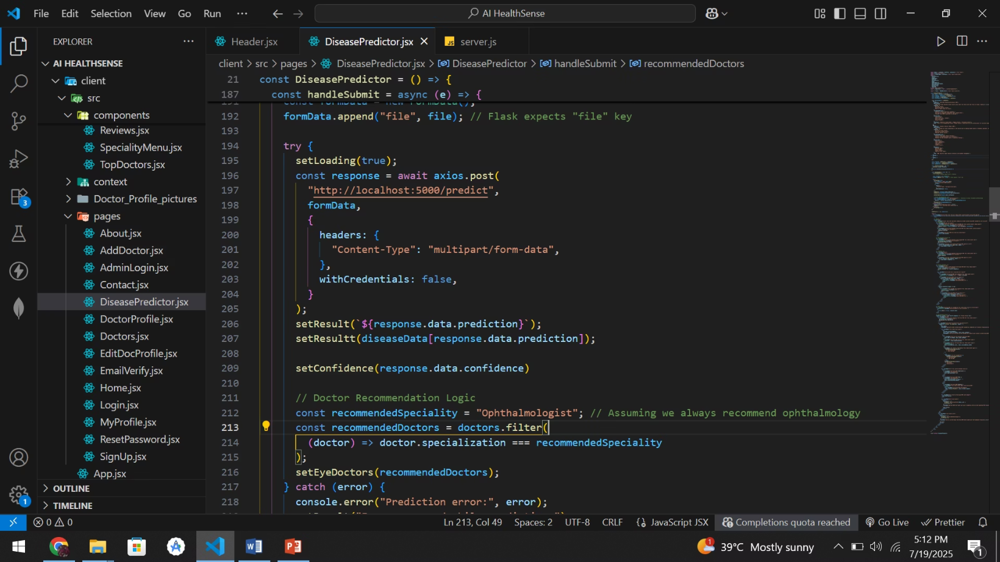 File Edit Selection View Go Run ···
AI HealthSense
EXPLORER ···
Header.jsx
DiseasePredictor.jsx
server.js
AI HEALTHSENSE
client
src
components
Reviews.jsx
SpecialityMenu.jsx
TopDoctors.jsx
context
Doctor_Profile_pictures
pages
About.jsx
AddDoctor.jsx
AdminLogin.jsx
Contact.jsx
DiseasePredictor.jsx
DoctorProfile.jsx
Doctors.jsx
EditDocProfile.jsx
EmailVerify.jsx
Home.jsx
Login.jsx
MyProfile.jsx
ResetPassword.jsx
SignUp.jsx
App.jsx
OUTLINE
TIMELINE
3
1
client > src > pages > DiseasePredictor.jsx > DiseasePredictor > handleSubmit > recommendedDoctors
21 const DiseasePredictor = () => {
187 const handleSubmit = async (e) => {
192 formData.append("file", file); // Flask expects "file" key
193
194 try {
195 setLoading(true);
196 const response = await axios.post(
197 "http://localhost:5000/predict",
198 formData,
199 {
200 headers: {
201 "Content-Type": "multipart/form-data",
202 },
203 withCredentials: false,
204 }
205 );
206 setResult(`${response.data.prediction}`);
207 setResultt(diseaseData[response.data.prediction]);
208
209 setConfidence(response.data.confidence)
210
211 // Doctor Recommendation Logic
212 const recommendedSpeciality = "Ophthalmologist"; // Assuming we always recommend ophthalmology
213 const recommendedDoctors = doctors.filter(
214 (doctor) => doctor.specialization === recommendedSpeciality
215 );
216 setEyeDoctors(recommendedDoctors);
217 } catch (error) {
218 console.error("Prediction error:", error);
0 0
Ln 213, Col 49 Spaces: 2 UTF-8 CRLF {} JavaScript JSX Completions quota reached Go Live Prettier
1 39°C Mostly sunny
5:12 PM
7/19/2025
1